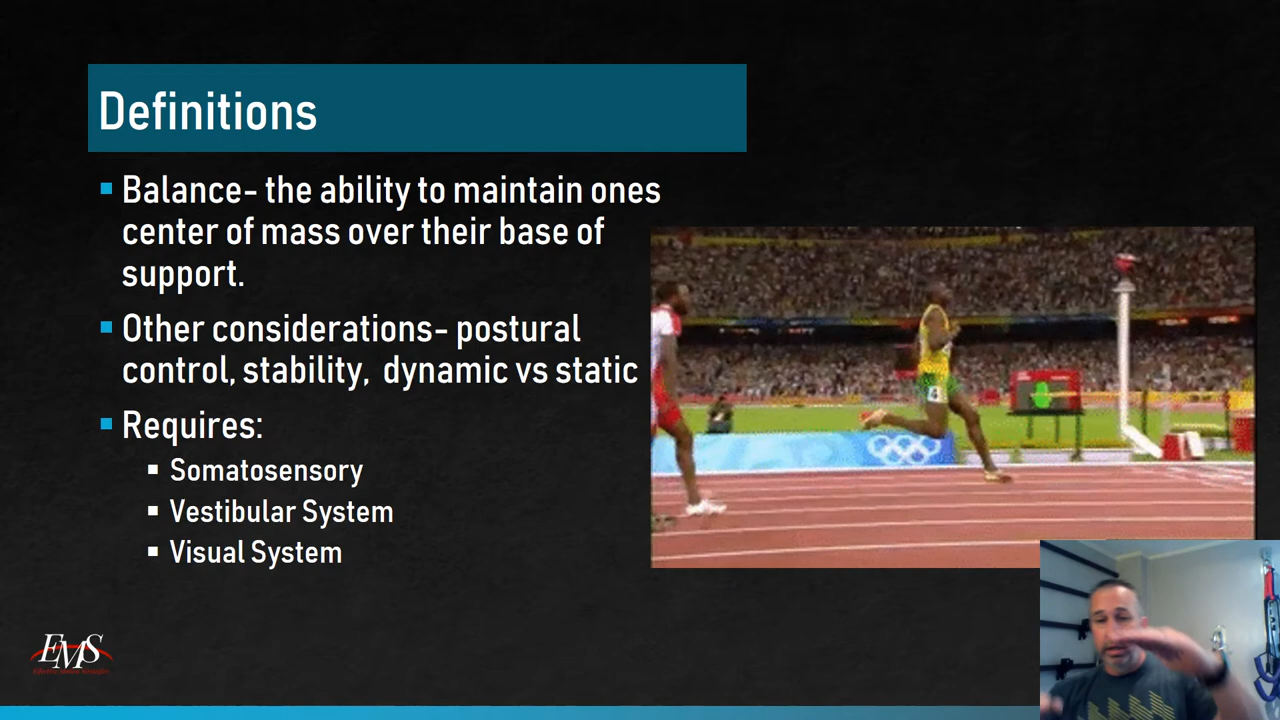 Definitions
Balance- the ability to maintain ones
center of mass over their base of
support.
Other considerations- postural
control, stability,  dynamic vs static
Requires:
Somatosensory
Vestibular System
Visual System
EMS